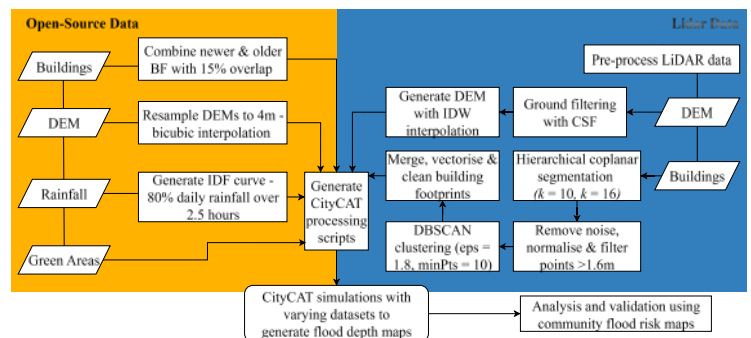 Open-Source Data
Lidar Data
Buildings
Combine newer & older
BF with 15% overlap
DEM
Resample DEMs to 4m -
bicubic interpolation
Rainfall
Generate IDF curve -
80% daily rainfall over
2.5 hours
Green Areas
Generate
CityCAT
processing
scripts
Pre-process LiDAR data
DEM
Ground filtering
with CSF
Generate DEM
with IDW
interpolation
Buildings
Hierarchical coplanar
segmentation
(k = 10, k = 16)
Remove noise,
normalise & filter
points >1.6m
DBSCAN
clustering (eps =
1.8, minPts = 10)
Merge, vectorise &
clean building
footprints
CityCAT simulations with
varying datasets to
generate flood depth maps
Analysis and validation using
community flood risk maps